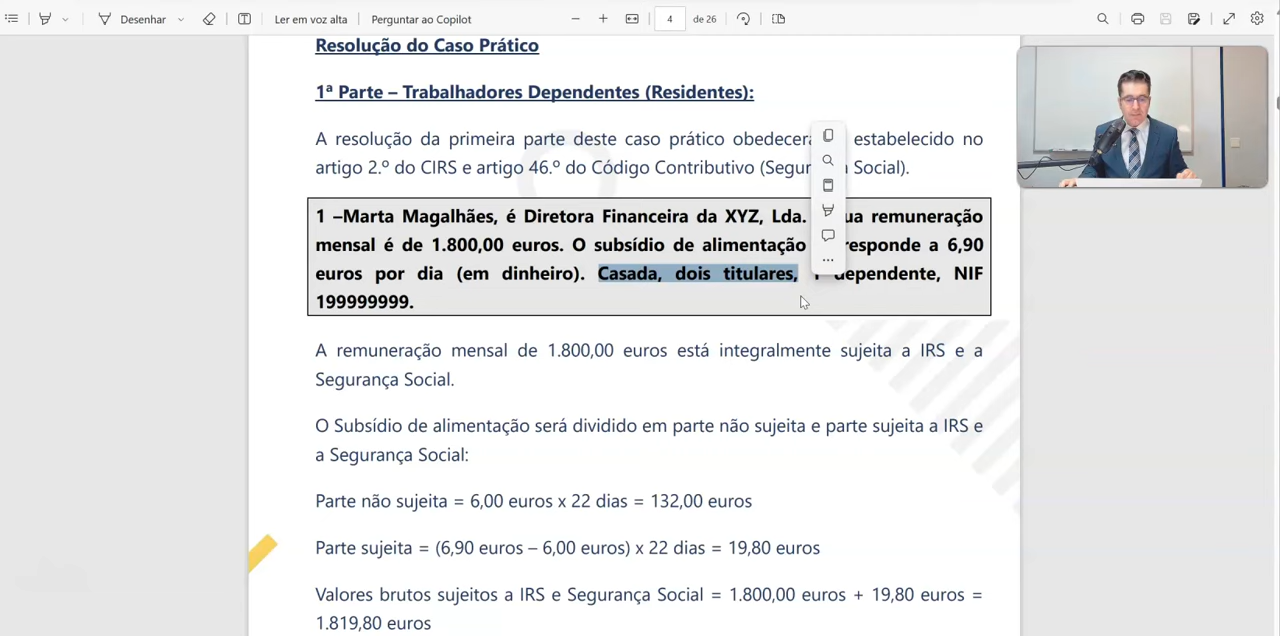 Desenhar
Ler em voz alta
Perguntar ao Copilot
4
de 26
Resolução do Caso Prático
1ª Parte – Trabalhadores Dependentes (Residentes):
A resolução da primeira parte deste caso prático obedecerá estabelecido no
artigo 2.º do CIRS e artigo 46.º do Código Contributivo (Segurança Social).
1 –Marta Magalhães, é Diretora Financeira da XYZ, Lda. ua remuneração
mensal é de 1.800,00 euros. O subsídio de alimentação responde a 6,90
euros por dia (em dinheiro). Casada, dois titulares, 1 dependente, NIF
199999999.
A remuneração mensal de 1.800,00 euros está integralmente sujeita a IRS e a
Segurança Social.
O Subsídio de alimentação será dividido em parte não sujeita e parte sujeita a IRS e
a Segurança Social:
Parte não sujeita = 6,00 euros x 22 dias = 132,00 euros
Parte sujeita = (6,90 euros – 6,00 euros) x 22 dias = 19,80 euros
Valores brutos sujeitos a IRS e Segurança Social = 1.800,00 euros + 19,80 euros =
1.819,80 euros